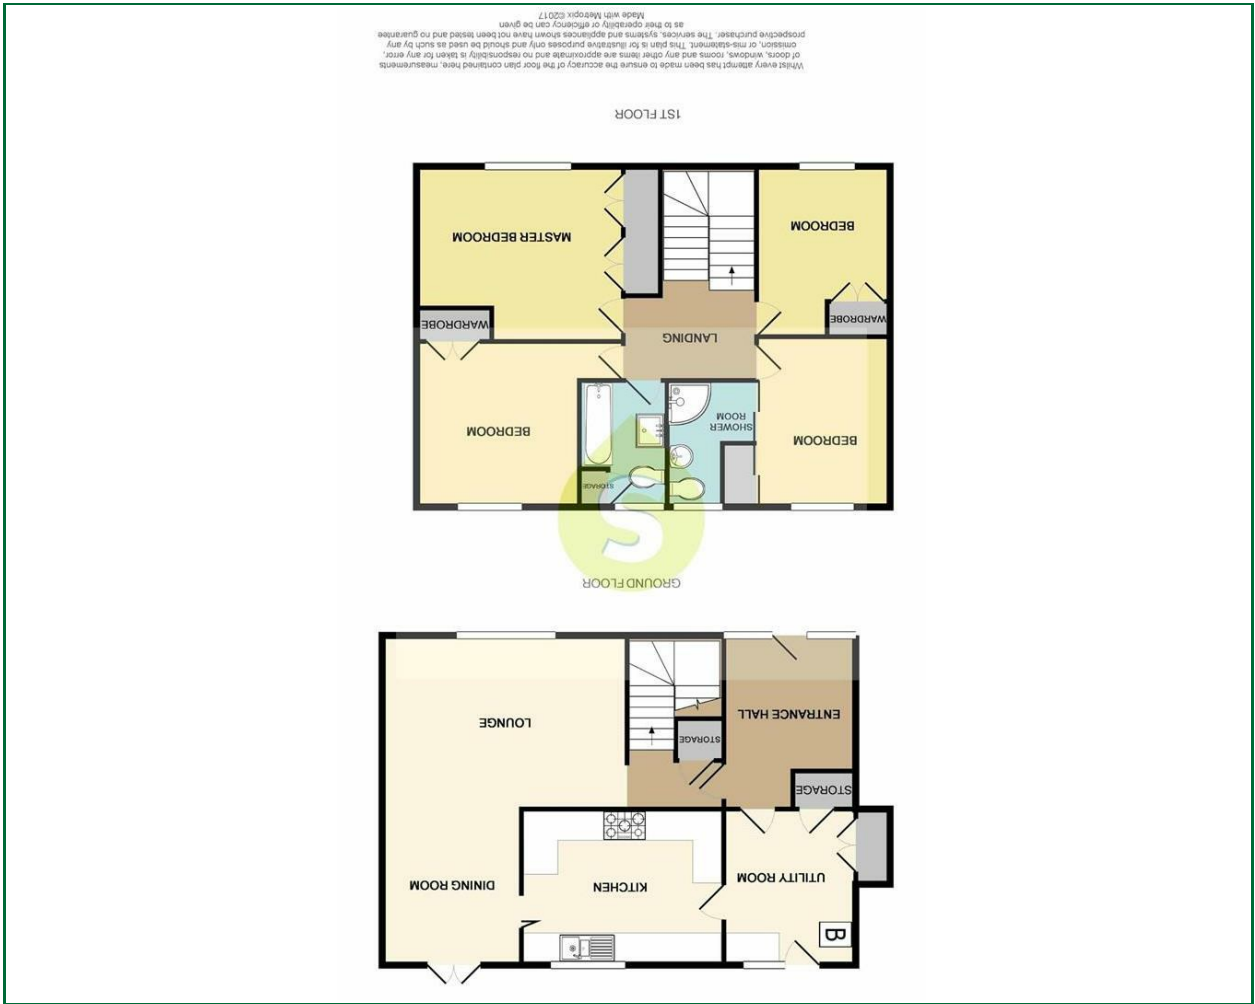 B
UTILITY ROOM
KITCHEN
DINING ROOM
STORAGE
STORAGE
ENTRANCE HALL
LOUNGE
GROUND FLOOR
S
STORAGE
BEDROOM
SHOWER
ROOM
BEDROOM
LANDING
WARDROBE
WARDROBE
BEDROOM
MASTER BEDROOM
1ST FLOOR
Whilst every attempt has been made to ensure the accuracy of the floor plan contained here, measurements
of doors, windows, rooms and any other items are approximate and no responsibility is taken for any error,
omission, or mis-statement. This plan is for illustrative purposes only and should be used as such by any
prospective purchaser. The services, systems and appliances shown have not been tested and no guarantee
as to their operability or efficiency can be given
Made with Metropix ©2017